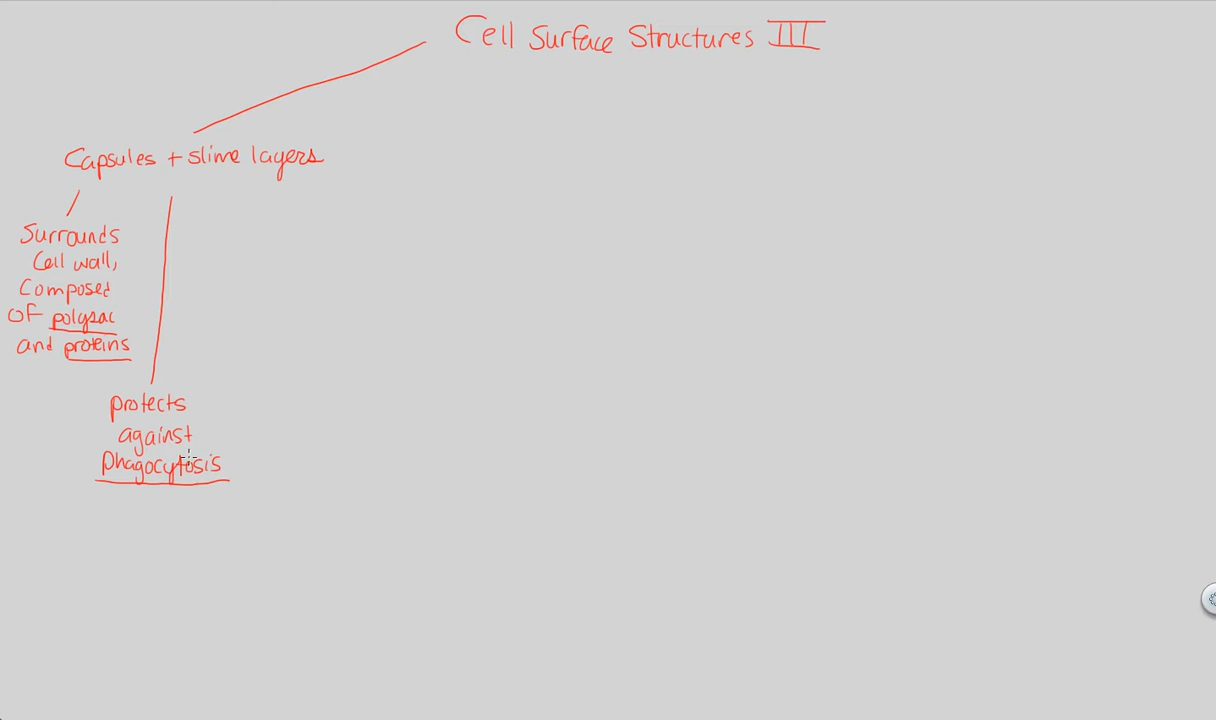 Cell Surface Structures III
Capsules + slime layers
Surrounds
Cell wall,
Composed
OF polysac
and proteins
protects
against
Phagocytosis